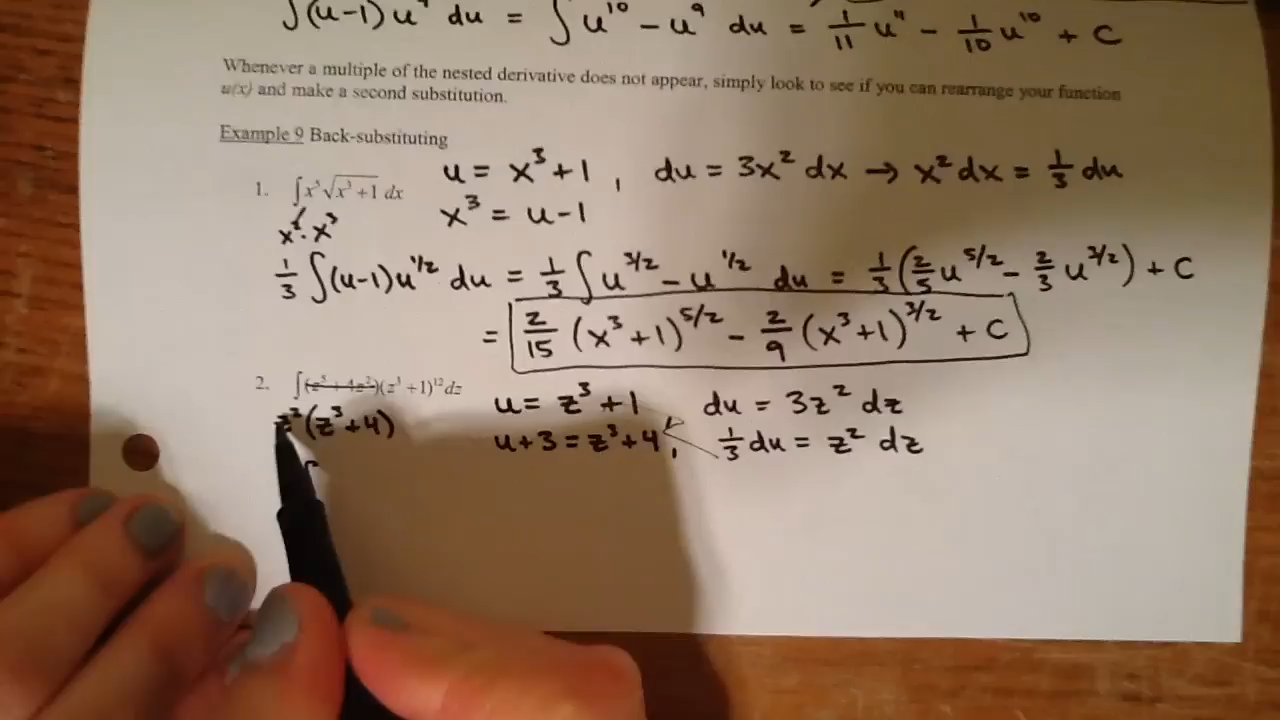 ∫(u-1)u⁹ du = ∫u¹⁰ - u⁹ du = 1/11 u¹¹ - 1/10 u¹⁰ + C
Whenever a multiple of the nested derivative does not appear, simply look to see if you can rearrange your function
u(x) and make a second substitution.
Example 9 Back-substituting
u = x³+1, du = 3x² dx → x² dx = 1/3 du
1. ∫x⁵√(x³+1) dx
x³ = u-1
x²·x³
1/3 ∫(u-1)u^(1/2) du = 1/3 ∫u^(3/2) - u^(1/2) du = 1/3(2/5 u^(5/2) - 2/3 u^(3/2)) + C
= 2/15 (x³+1)^(5/2) - 2/9 (x³+1)^(3/2) + C
2. ∫(z⁵+4z²)(z³+1)¹² dz
u = z³+1 du = 3z² dz
z²(z³+4) u+3 = z³+4, 1/3 du = z² dz